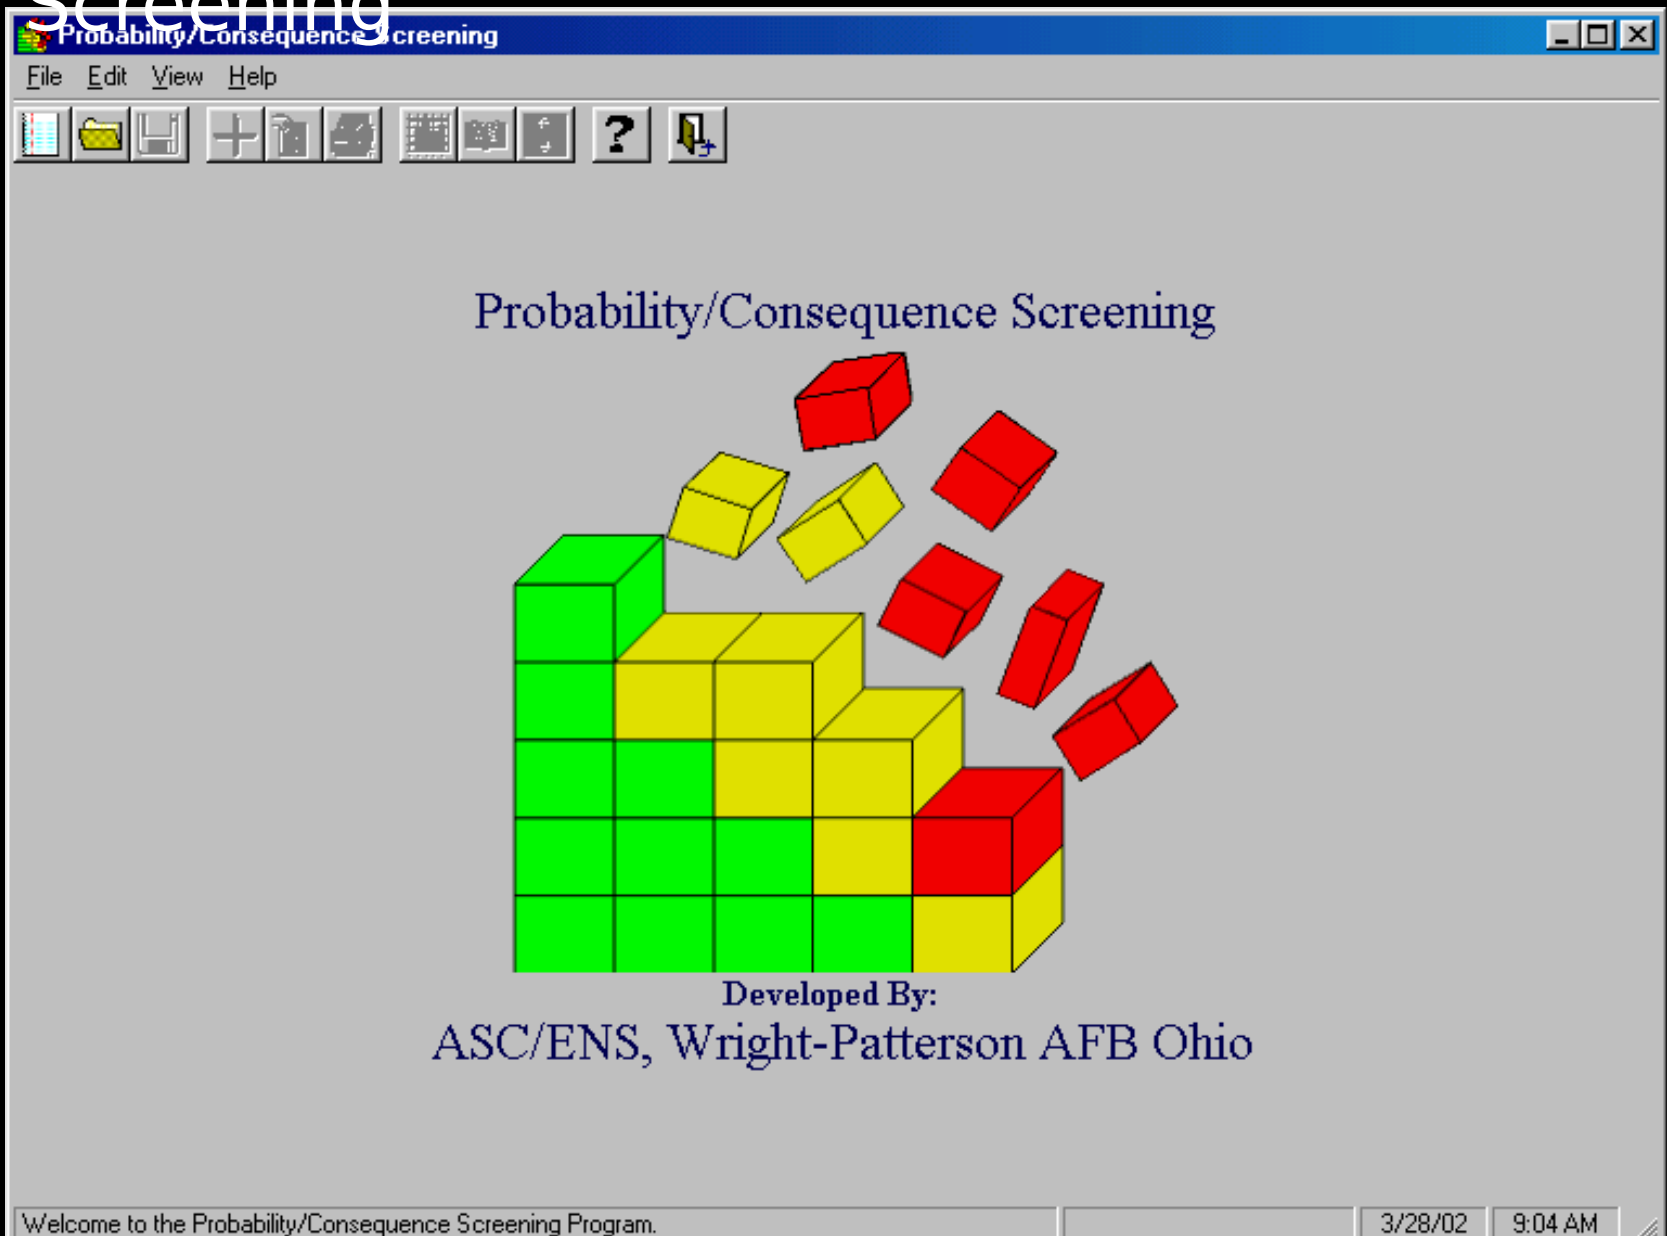 Screening
Probability/Consequence Screening
File Edit View Help
?
Probability/Consequence Screening
Developed By:
ASC/ENS, Wright-Patterson AFB Ohio
Welcome to the Probability/Consequence Screening Program. 3/28/02 9:04 AM